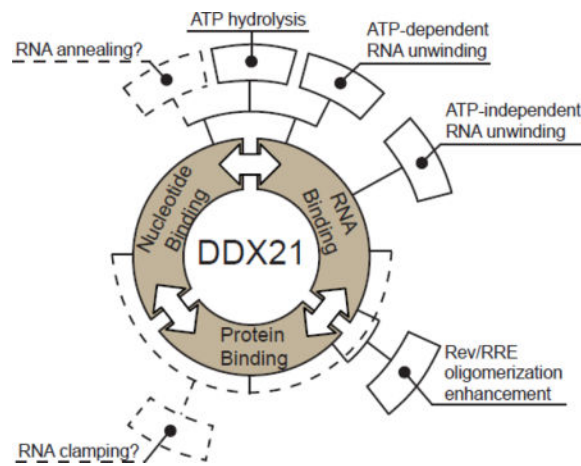 ATP hydrolysis
ATP-dependent
RNA unwinding
RNA annealing?
ATP-independent
RNA unwinding
Nucleotide
Binding
RNA
Binding
DDX21
Protein
Binding
Rev/RRE
oligomerization
enhancement
RNA clamping?